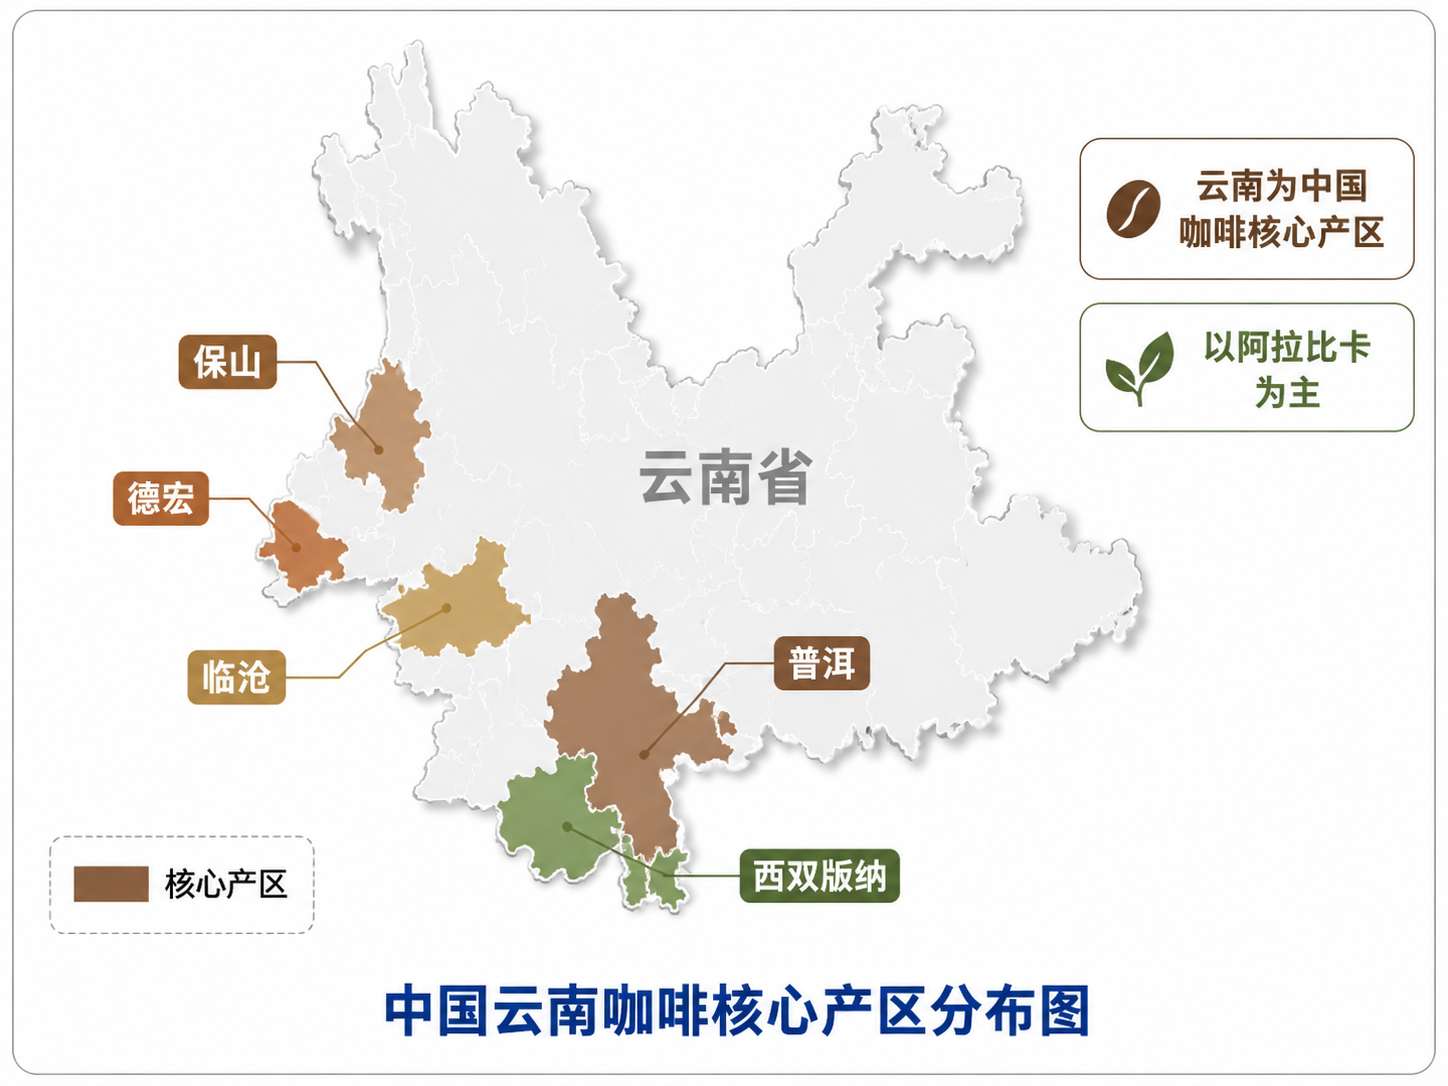 云南为中国
咖啡核心产区
以阿拉比卡
为主
保山
云南省
德宏
普洱
临沧
西双版纳
核心产区
中国云南咖啡核心产区分布图